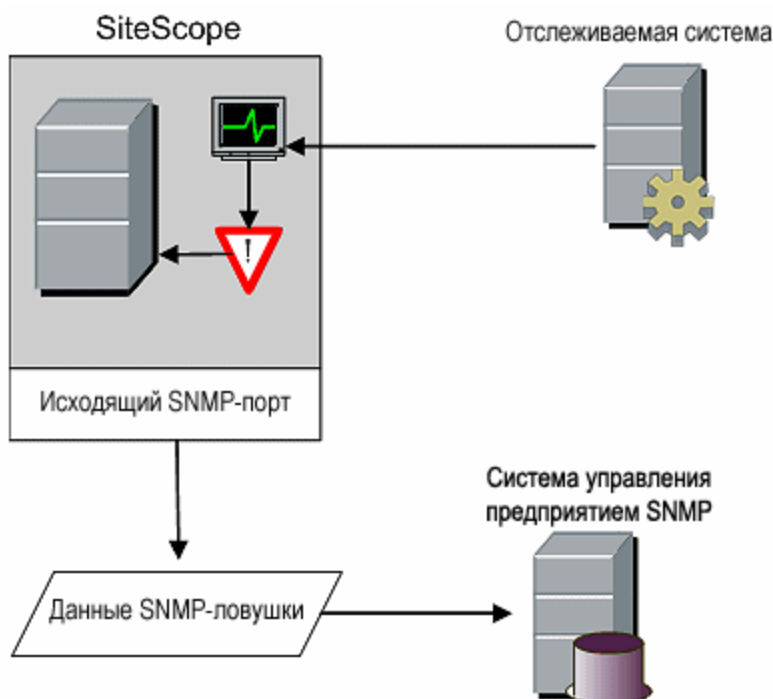 SiteScope
Отслеживаемая система
!
Исходящий SNMP-порт
Система управления
предприятием SNMP
Данные SNMP-ловушки